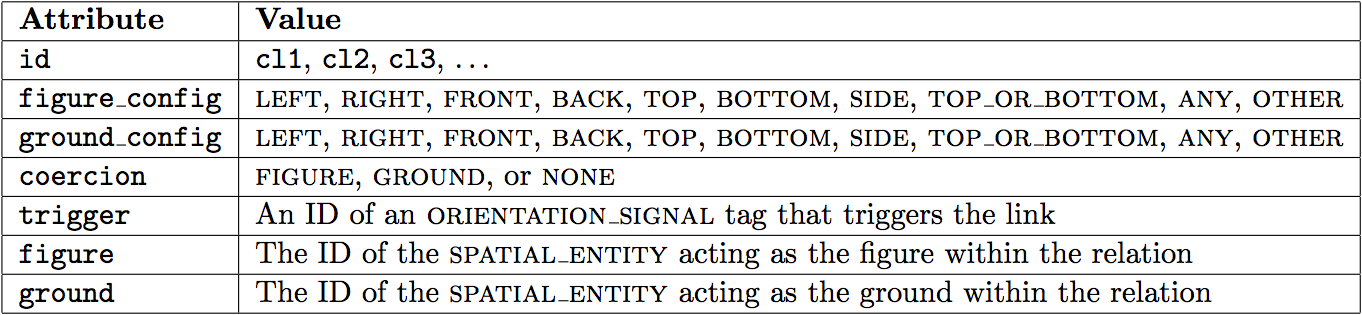 Attribute Value
id cl1, cl2, cl3, ...
figure_config LEFT, RIGHT, FRONT, BACK, TOP, BOTTOM, SIDE, TOP_OR_BOTTOM, ANY, OTHER
ground_config LEFT, RIGHT, FRONT, BACK, TOP, BOTTOM, SIDE, TOP_OR_BOTTOM, ANY, OTHER
coercion FIGURE, GROUND, or NONE
trigger An ID of an ORIENTATION_SIGNAL tag that triggers the link
figure The ID of the SPATIAL_ENTITY acting as the figure within the relation
ground The ID of the SPATIAL_ENTITY acting as the ground within the relation